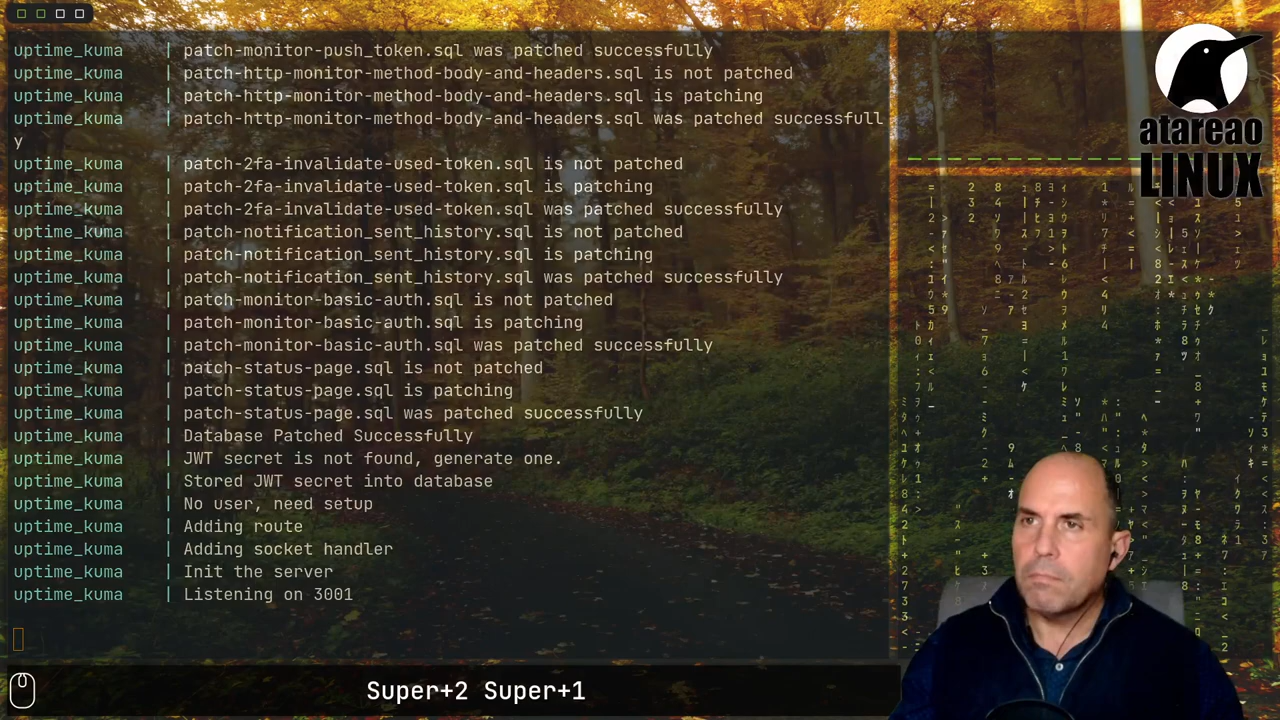 uptime_kuma    | patch-monitor-push_token.sql was patched successfully
uptime_kuma    | patch-http-monitor-method-body-and-headers.sql is not patched
uptime_kuma    | patch-http-monitor-method-body-and-headers.sql is patching
uptime_kuma    | patch-http-monitor-method-body-and-headers.sql was patched successfull
y
uptime_kuma    | patch-2fa-invalidate-used-token.sql is not patched
uptime_kuma    | patch-2fa-invalidate-used-token.sql is patching
uptime_kuma    | patch-2fa-invalidate-used-token.sql was patched successfully
uptime_kuma    | patch-notification_sent_history.sql is not patched
uptime_kuma    | patch-notification_sent_history.sql is patching
uptime_kuma    | patch-notification_sent_history.sql was patched successfully
uptime_kuma    | patch-monitor-basic-auth.sql is not patched
uptime_kuma    | patch-monitor-basic-auth.sql is patching
uptime_kuma    | patch-monitor-basic-auth.sql was patched successfully
uptime_kuma    | patch-status-page.sql is not patched
uptime_kuma    | patch-status-page.sql is patching
uptime_kuma    | patch-status-page.sql was patched successfully
uptime_kuma    | Database Patched Successfully
uptime_kuma    | JWT secret is not found, generate one.
uptime_kuma    | Stored JWT secret into database
uptime_kuma    | No user, need setup
uptime_kuma    | Adding route
uptime_kuma    | Adding socket handler
uptime_kuma    | Init the server
uptime_kuma    | Listening on 3001
Super+2 Super+1
atareao
LINUX